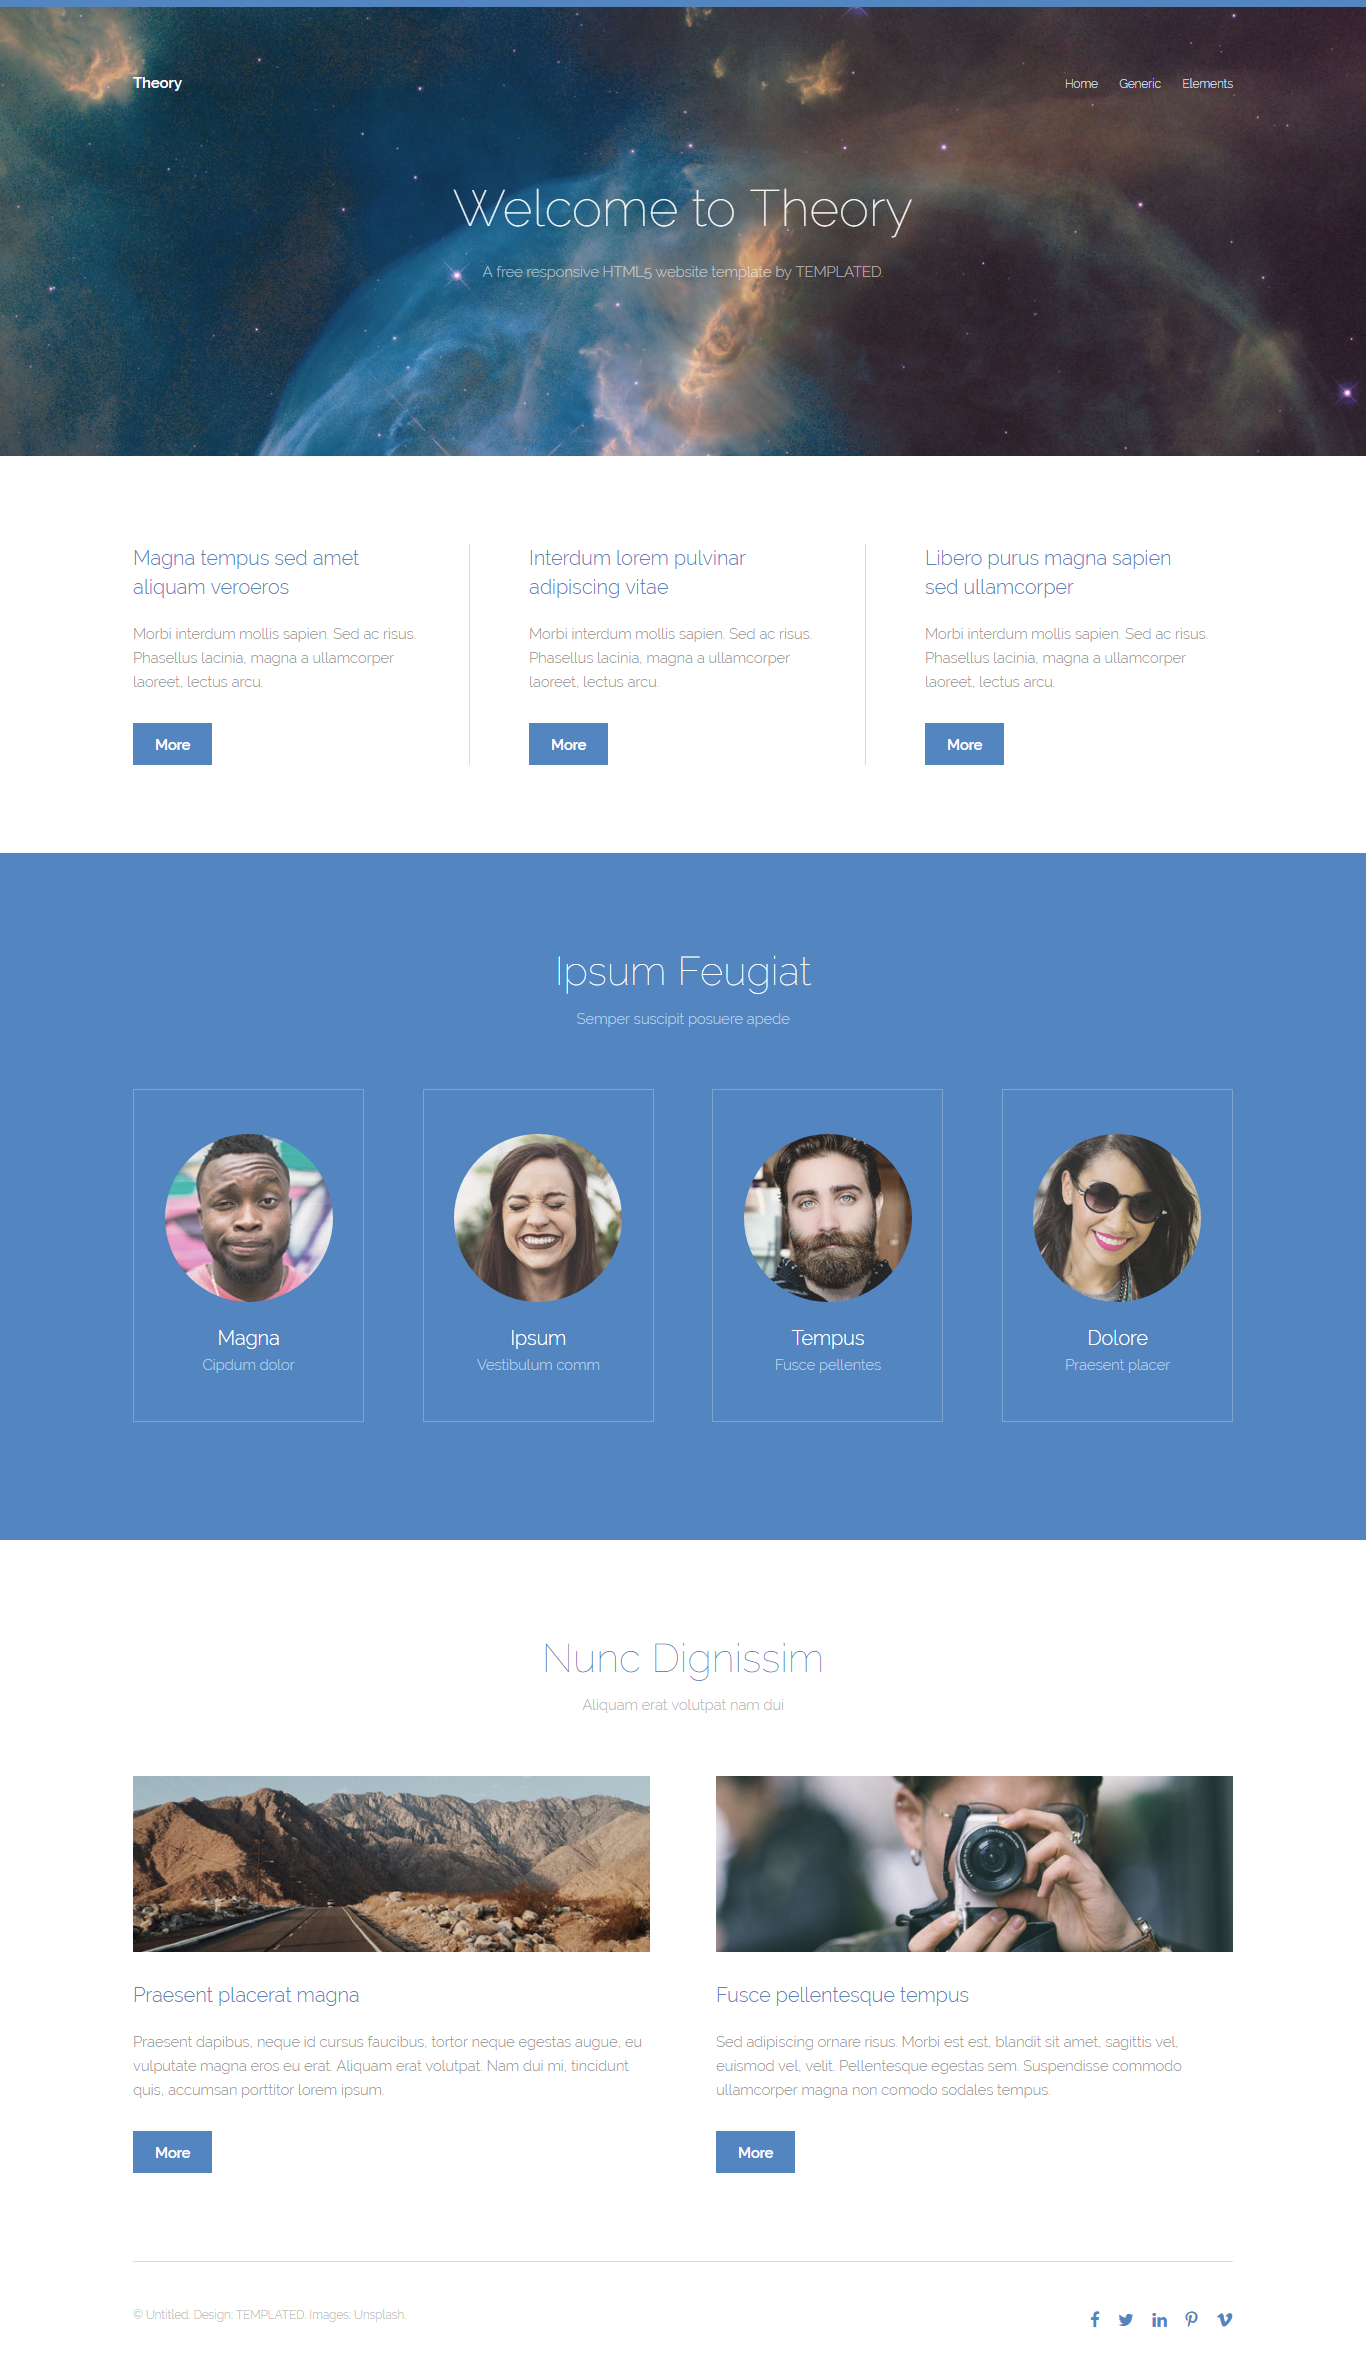 Theory
Home Generic Elements
Welcome to Theory
A free responsive HTML5 website template by TEMPLATED.
Magna tempus sed amet
aliquam veroeros
Morbi interdum mollis sapien. Sed ac risus.
Phasellus lacinia, magna a ullamcorper
laoreet, lectus arcu.
More
Interdum lorem pulvinar
adipiscing vitae
Morbi interdum mollis sapien. Sed ac risus.
Phasellus lacinia, magna a ullamcorper
laoreet, lectus arcu.
More
Libero purus magna sapien
sed ullamcorper
Morbi interdum mollis sapien. Sed ac risus.
Phasellus lacinia, magna a ullamcorper
laoreet, lectus arcu.
More
Ipsum Feugiat
Semper suscipit posuere apede
Magna
Cipdum dolor
Ipsum
Vestibulum comm
Tempus
Fusce pellentes
Dolore
Praesent placer
Nunc Dignissim
Aliquam erat volutpat nam dui
Praesent placerat magna
Praesent dapibus, neque id cursus faucibus, tortor neque egestas augue, eu
vulputate magna eros eu erat. Aliquam erat volutpat. Nam dui mi, tincidunt
quis, accumsan porttitor lorem ipsum.
More
Fusce pellentesque tempus
Sed adipiscing ornare risus. Morbi est est, blandit sit amet, sagittis vel,
euismod vel, velit. Pellentesque egestas sem. Suspendisse commodo
ullamcorper magna non comodo sodales tempus.
More
© Untitled. Design: TEMPLATED. Images: Unsplash.